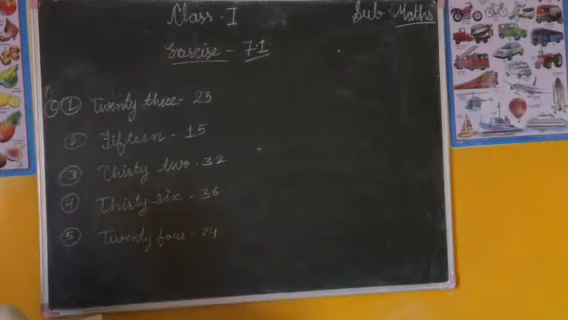 Class - I
Sub Maths
Exercise - 7.1
① Twenty three - 23
② Fifteen - 15
③ Thirty two - 32
④ Thirty six - 36
⑤ Twenty four - 24